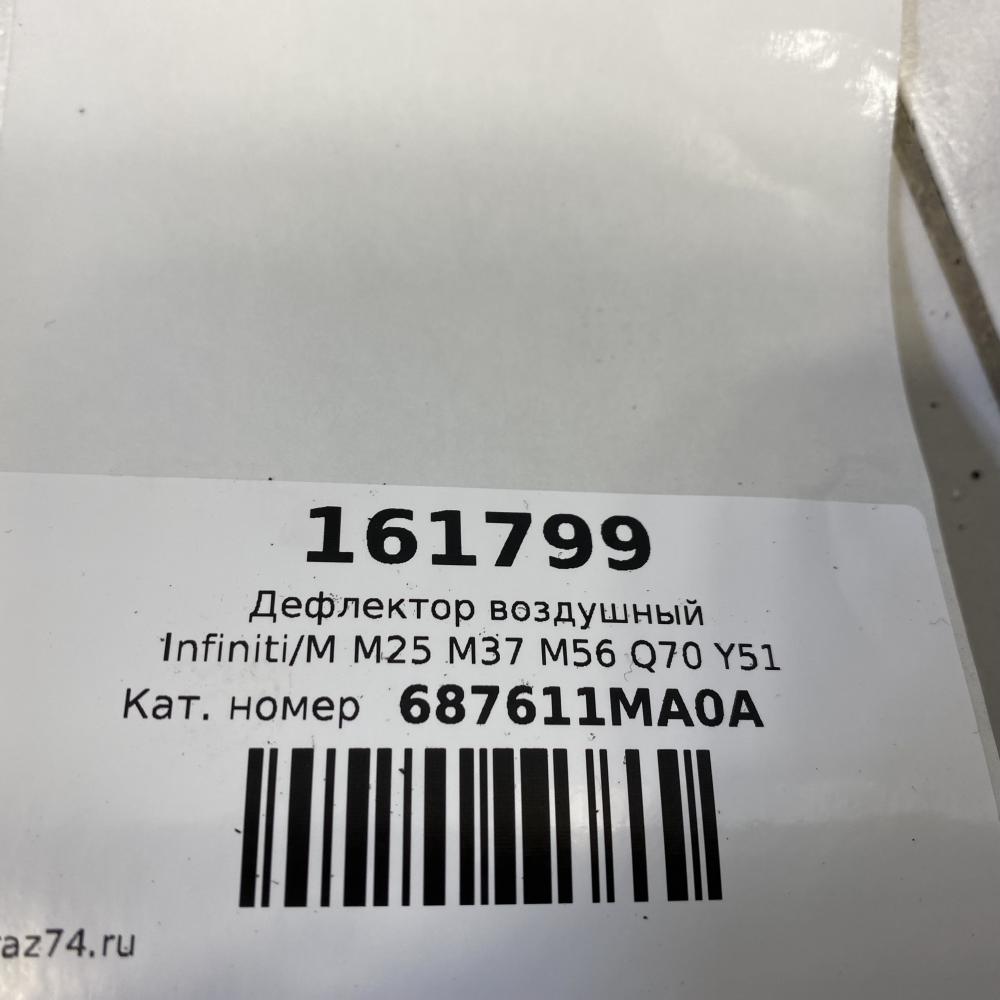 161799
Дефлектор воздушный
Infiniti/M M25 M37 M56 Q70 Y51
Кат. номер 687611MA0A
az74.ru